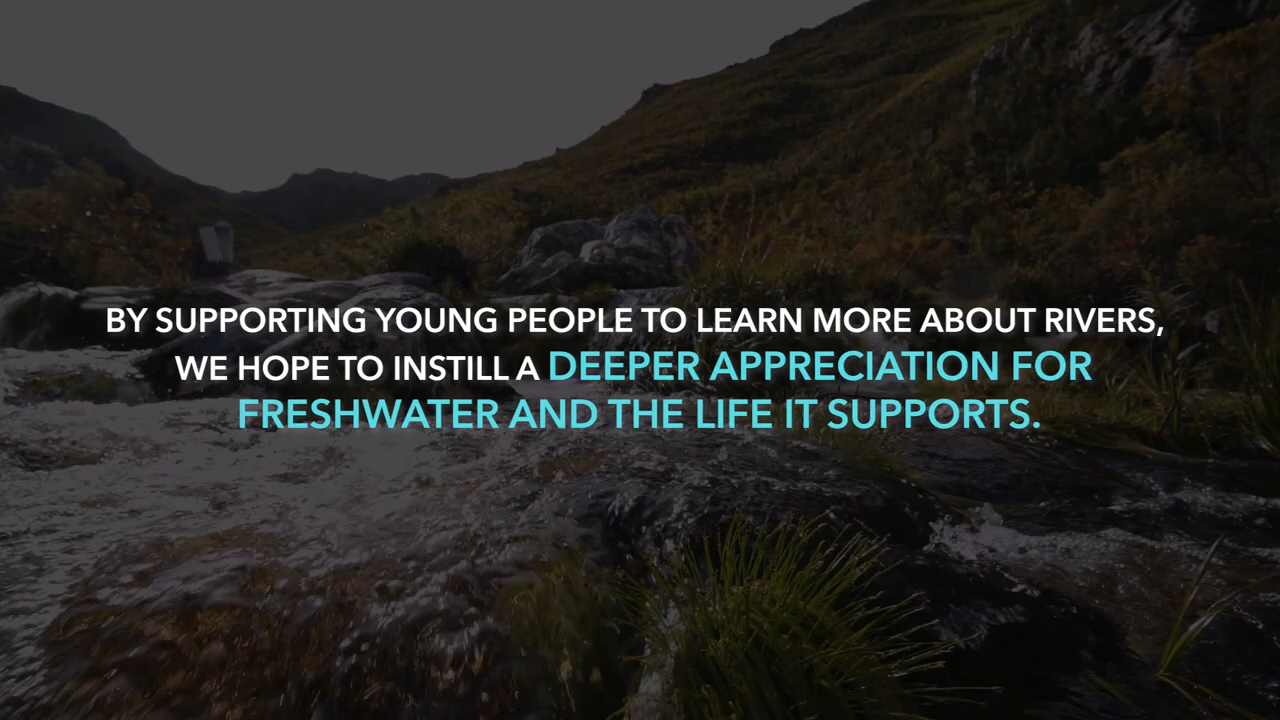 BY SUPPORTING YOUNG PEOPLE TO LEARN MORE ABOUT RIVERS,
WE HOPE TO INSTILL A DEEPER APPRECIATION FOR
FRESHWATER AND THE LIFE IT SUPPORTS.